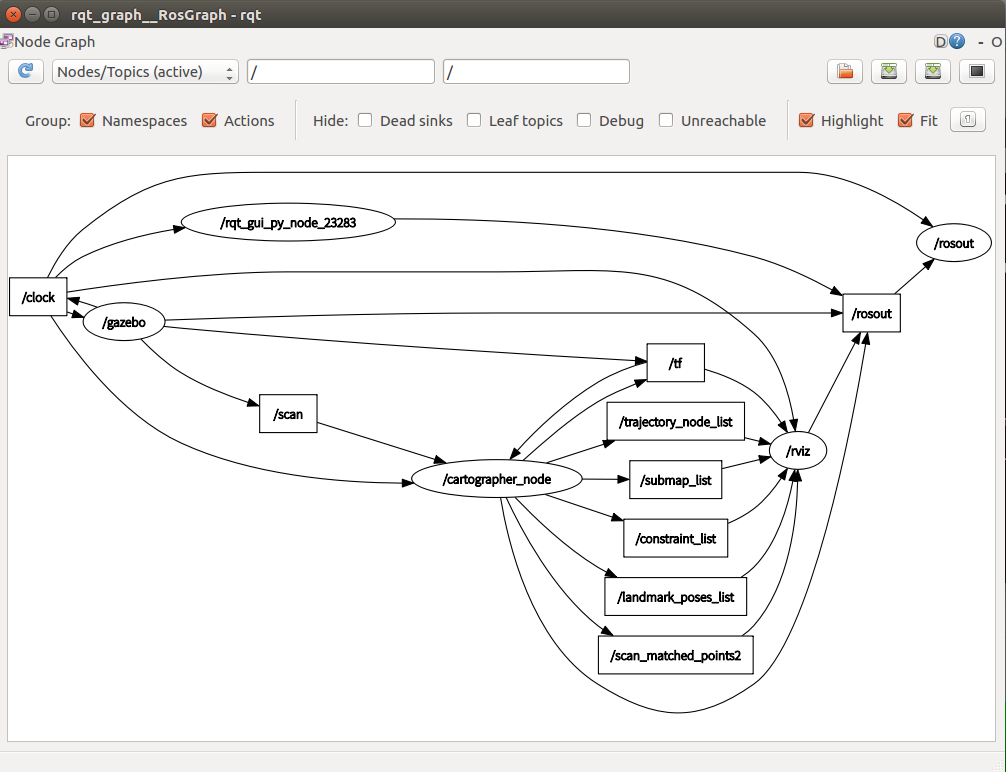 rqt_graph__RosGraph - rqt
Node Graph
D ? - O
Nodes/Topics (active) / /
Group: Namespaces Actions Hide: Dead sinks Leaf topics Debug Unreachable Highlight Fit
/rqt_gui_py_node_23283
/rosout
/clock
/gazebo
/rosout
/tf
/scan
/trajectory_node_list
/rviz
/cartographer_node
/submap_list
/constraint_list
/landmark_poses_list
/scan_matched_points2